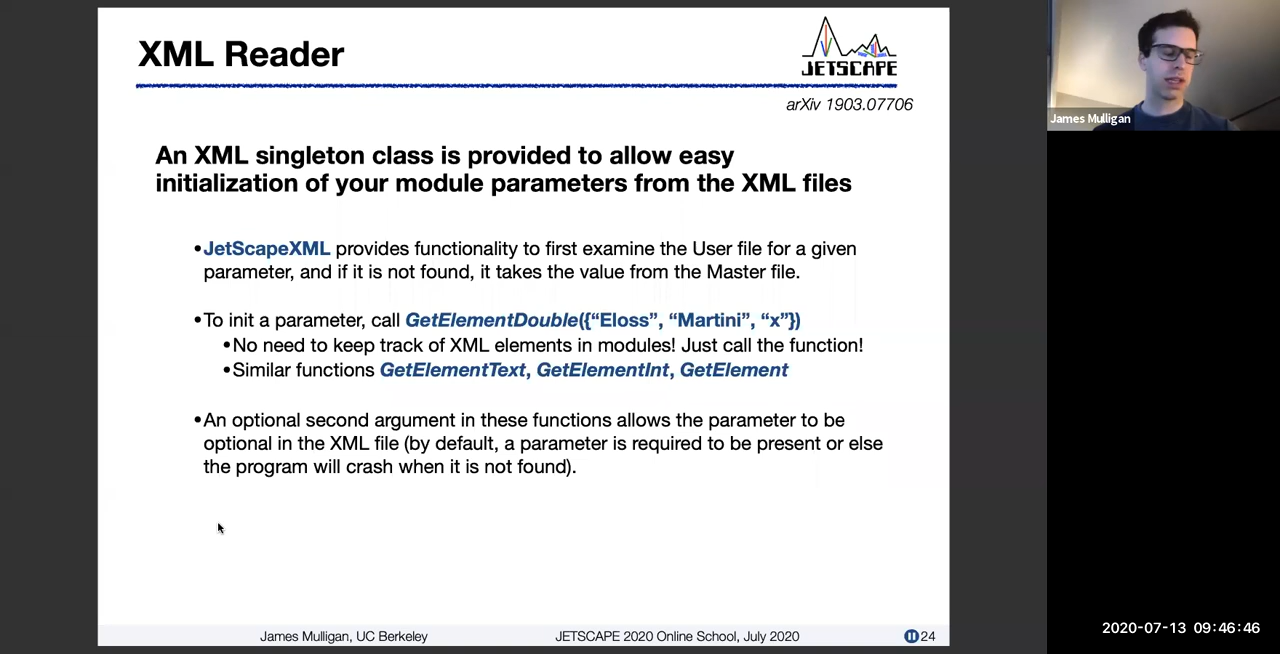 XML Reader
JETSCAPE
arXiv 1903.07706
An XML singleton class is provided to allow easy
initialization of your module parameters from the XML files
•JetScapeXML provides functionality to first examine the User file for a given
parameter, and if it is not found, it takes the value from the Master file.
•To init a parameter, call GetElementDouble({“Eloss”, “Martini”, “x”})
•No need to keep track of XML elements in modules! Just call the function!
•Similar functions GetElementText, GetElementInt, GetElement
•An optional second argument in these functions allows the parameter to be
optional in the XML file (by default, a parameter is required to be present or else
the program will crash when it is not found).
James Mulligan, UC Berkeley
JETSCAPE 2020 Online School, July 2020
24
James Mulligan
2020-07-13 09:46:46